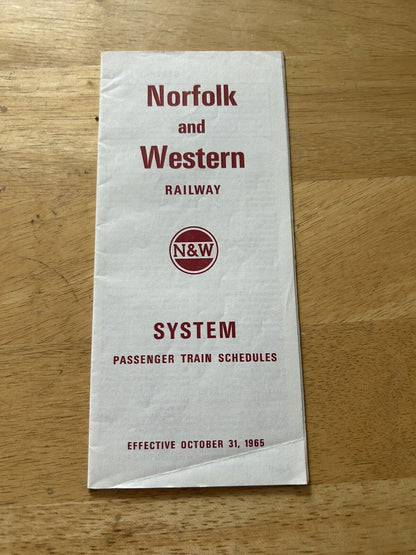 Norfolk
and
Western
RAILWAY
N&W
SYSTEM
PASSENGER TRAIN SCHEDULES
EFFECTIVE OCTOBER 31, 1965